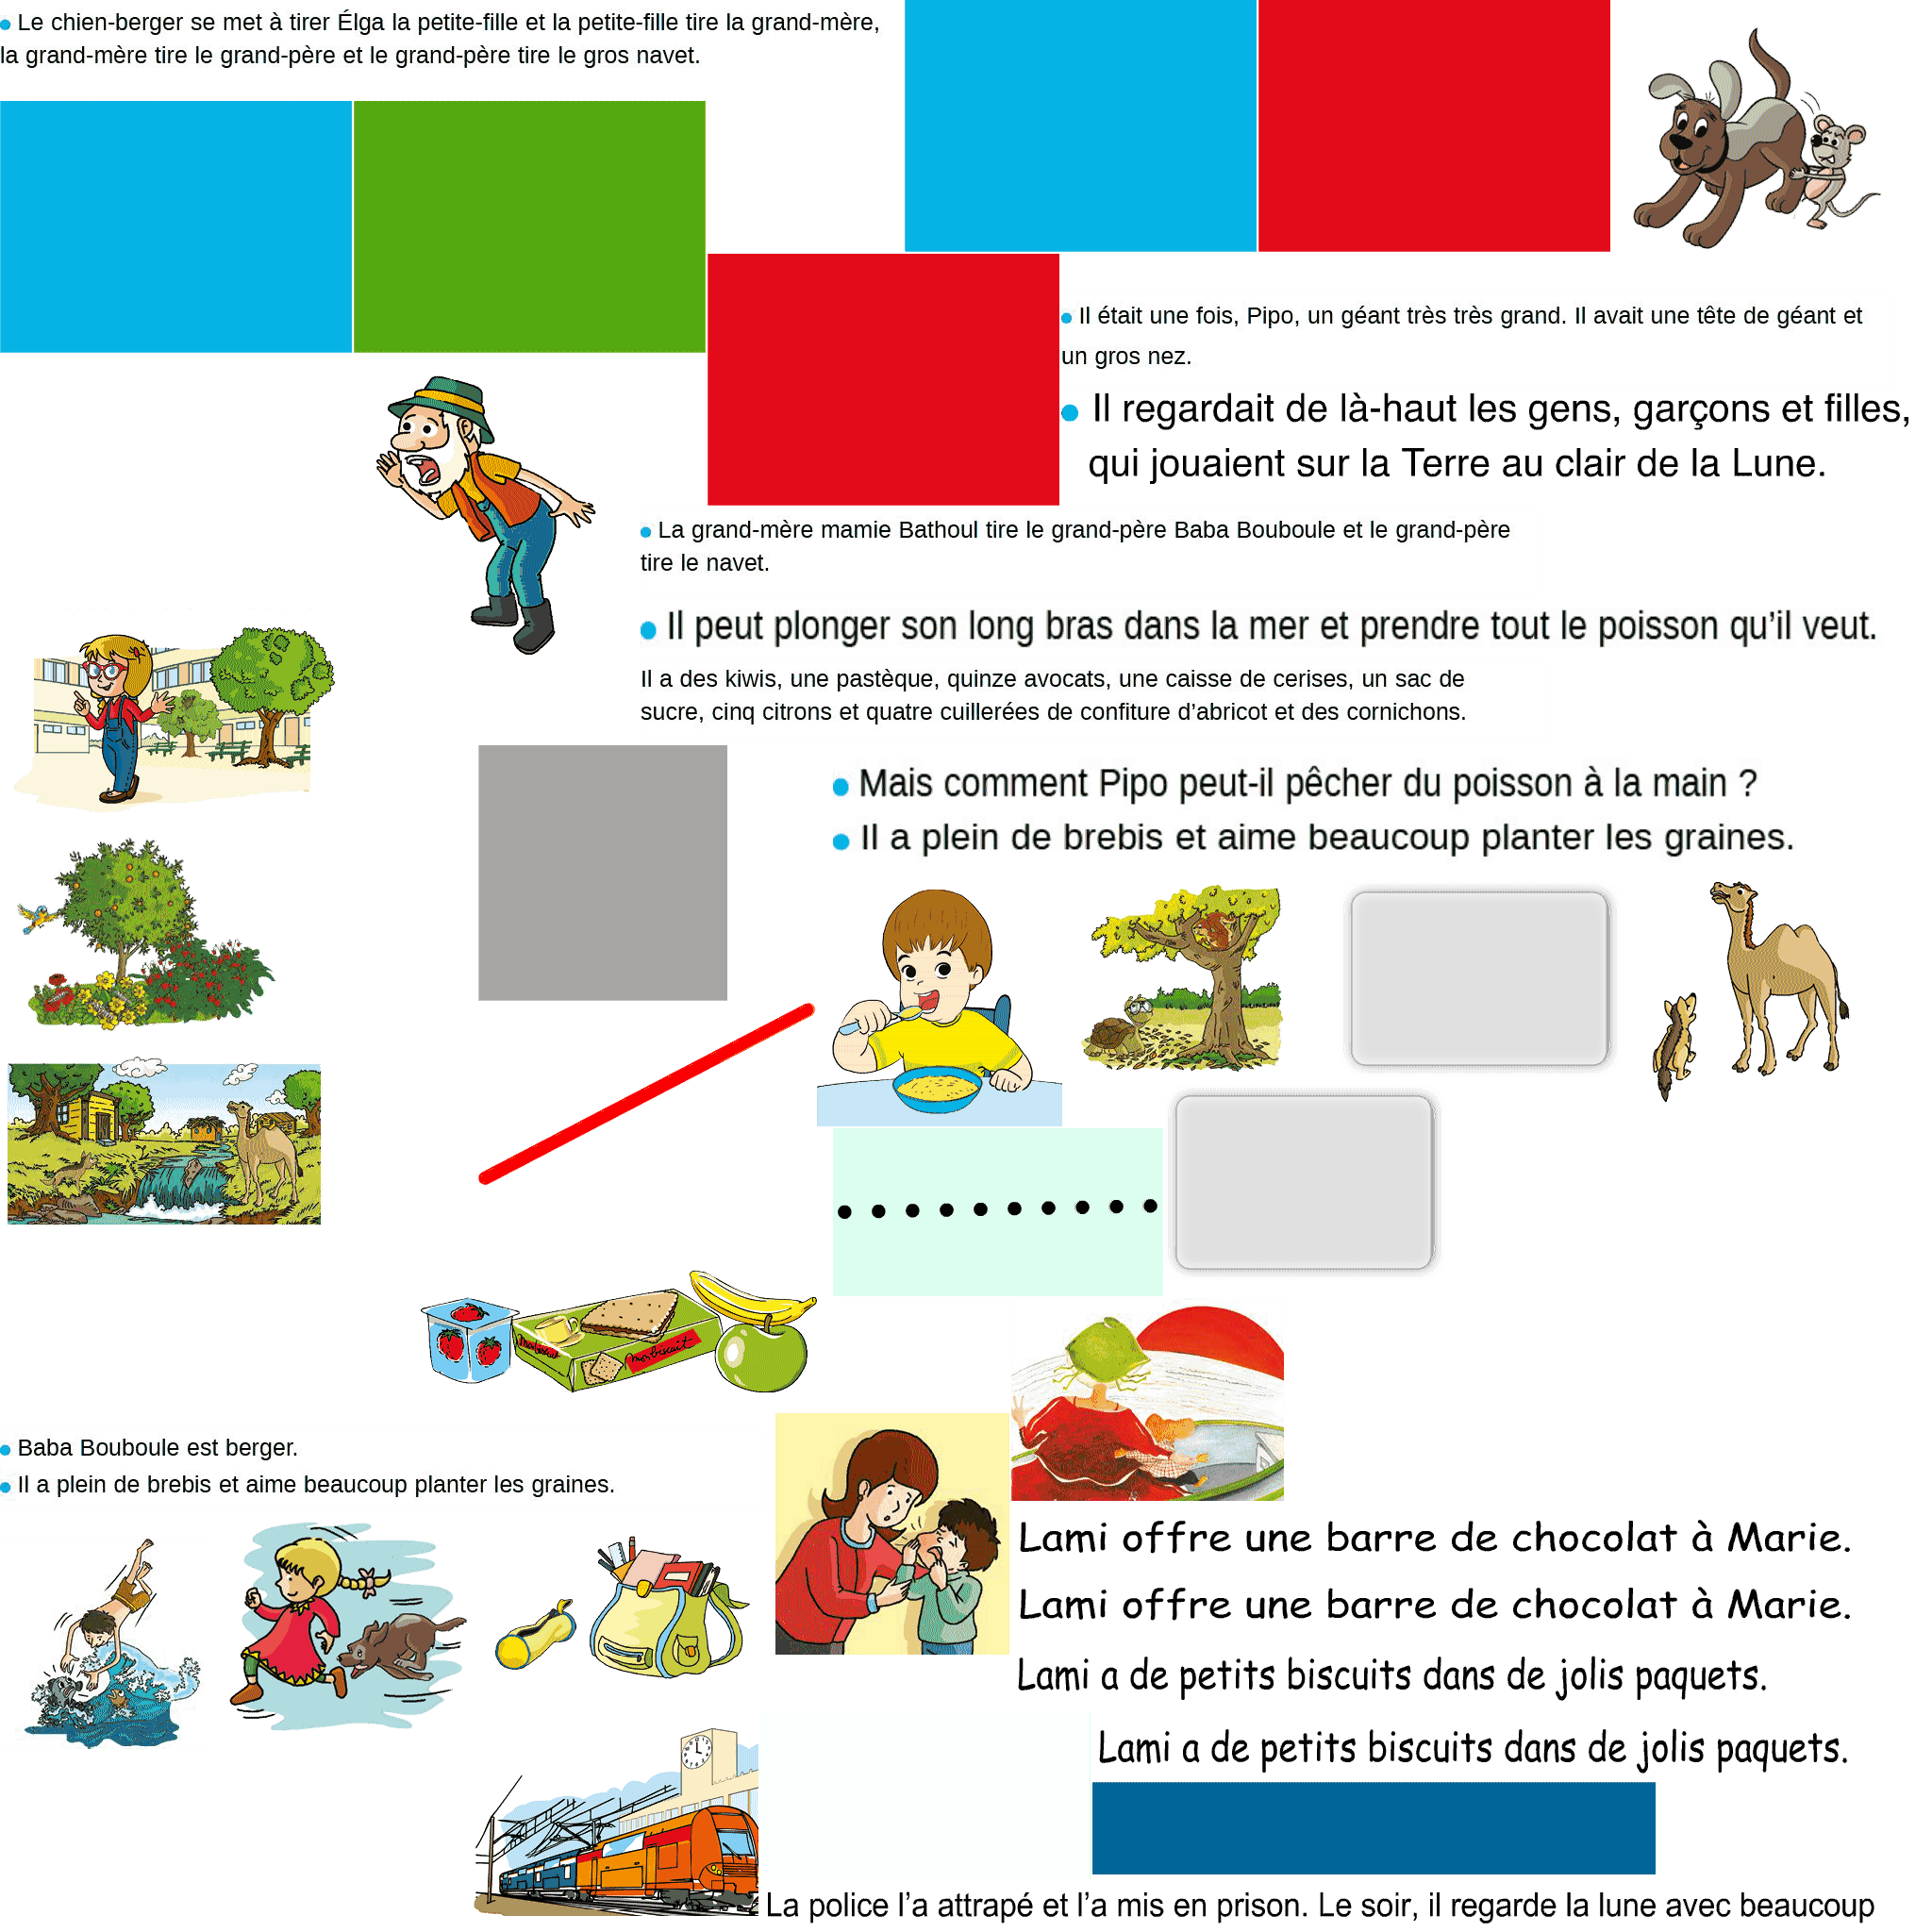 Le chien-berger se met à tirer Élga la petite-fille et la petite-fille tire la grand-mère,
la grand-mère tire le grand-père et le grand-père tire le gros navet.
Il était une fois, Pipo, un géant très très grand. Il avait une tête de géant et
un gros nez.
Il regardait de là-haut les gens, garçons et filles,
qui jouaient sur la Terre au clair de la Lune.
La grand-mère mamie Bathoul tire le grand-père Baba Bouboule et le grand-père
tire le navet.
Il peut plonger son long bras dans la mer et prendre tout le poisson qu’il veut.
Il a des kiwis, une pastèque, quinze avocats, une caisse de cerises, un sac de
sucre, cinq citrons et quatre cuillerées de confiture d’abricot et des cornichons.
Mais comment Pipo peut-il pêcher du poisson à la main ?
Il a plein de brebis et aime beaucoup planter les graines.
Mon biscuit
mon biscuit
Baba Bouboule est berger.
Il a plein de brebis et aime beaucoup planter les graines.
Lami offre une barre de chocolat à Marie.
Lami offre une barre de chocolat à Marie.
Lami a de petits biscuits dans de jolis paquets.
Lami a de petits biscuits dans de jolis paquets.
La police l’a attrapé et l’a mis en prison. Le soir, il regarde la lune avec beaucoup